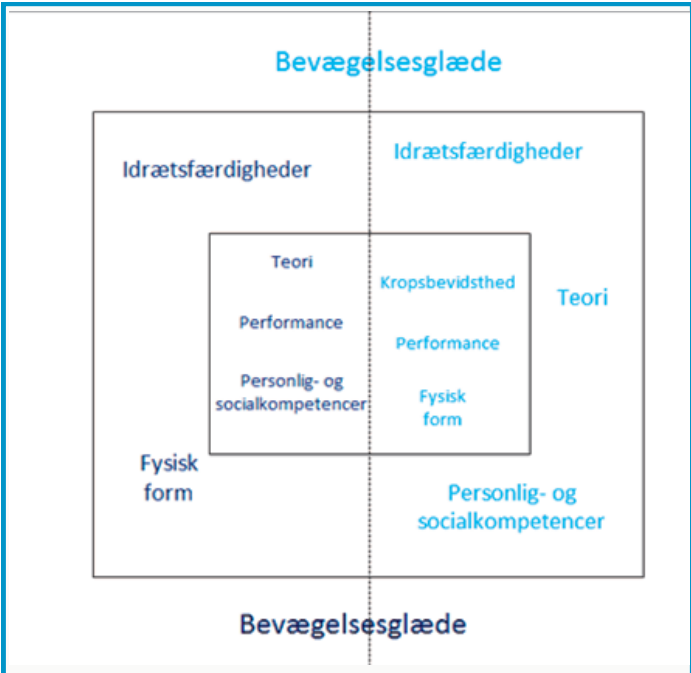 Bevægelsesglæde
Idrætsfærdigheder
Idrætsfærdigheder
Teori
Kropsbevidsthed
Teori
Performance
Performance
Personlig- og
socialkompetencer
Fysisk
form
Fysisk
form
Personlig- og
socialkompetencer
Bevægelsesglæde